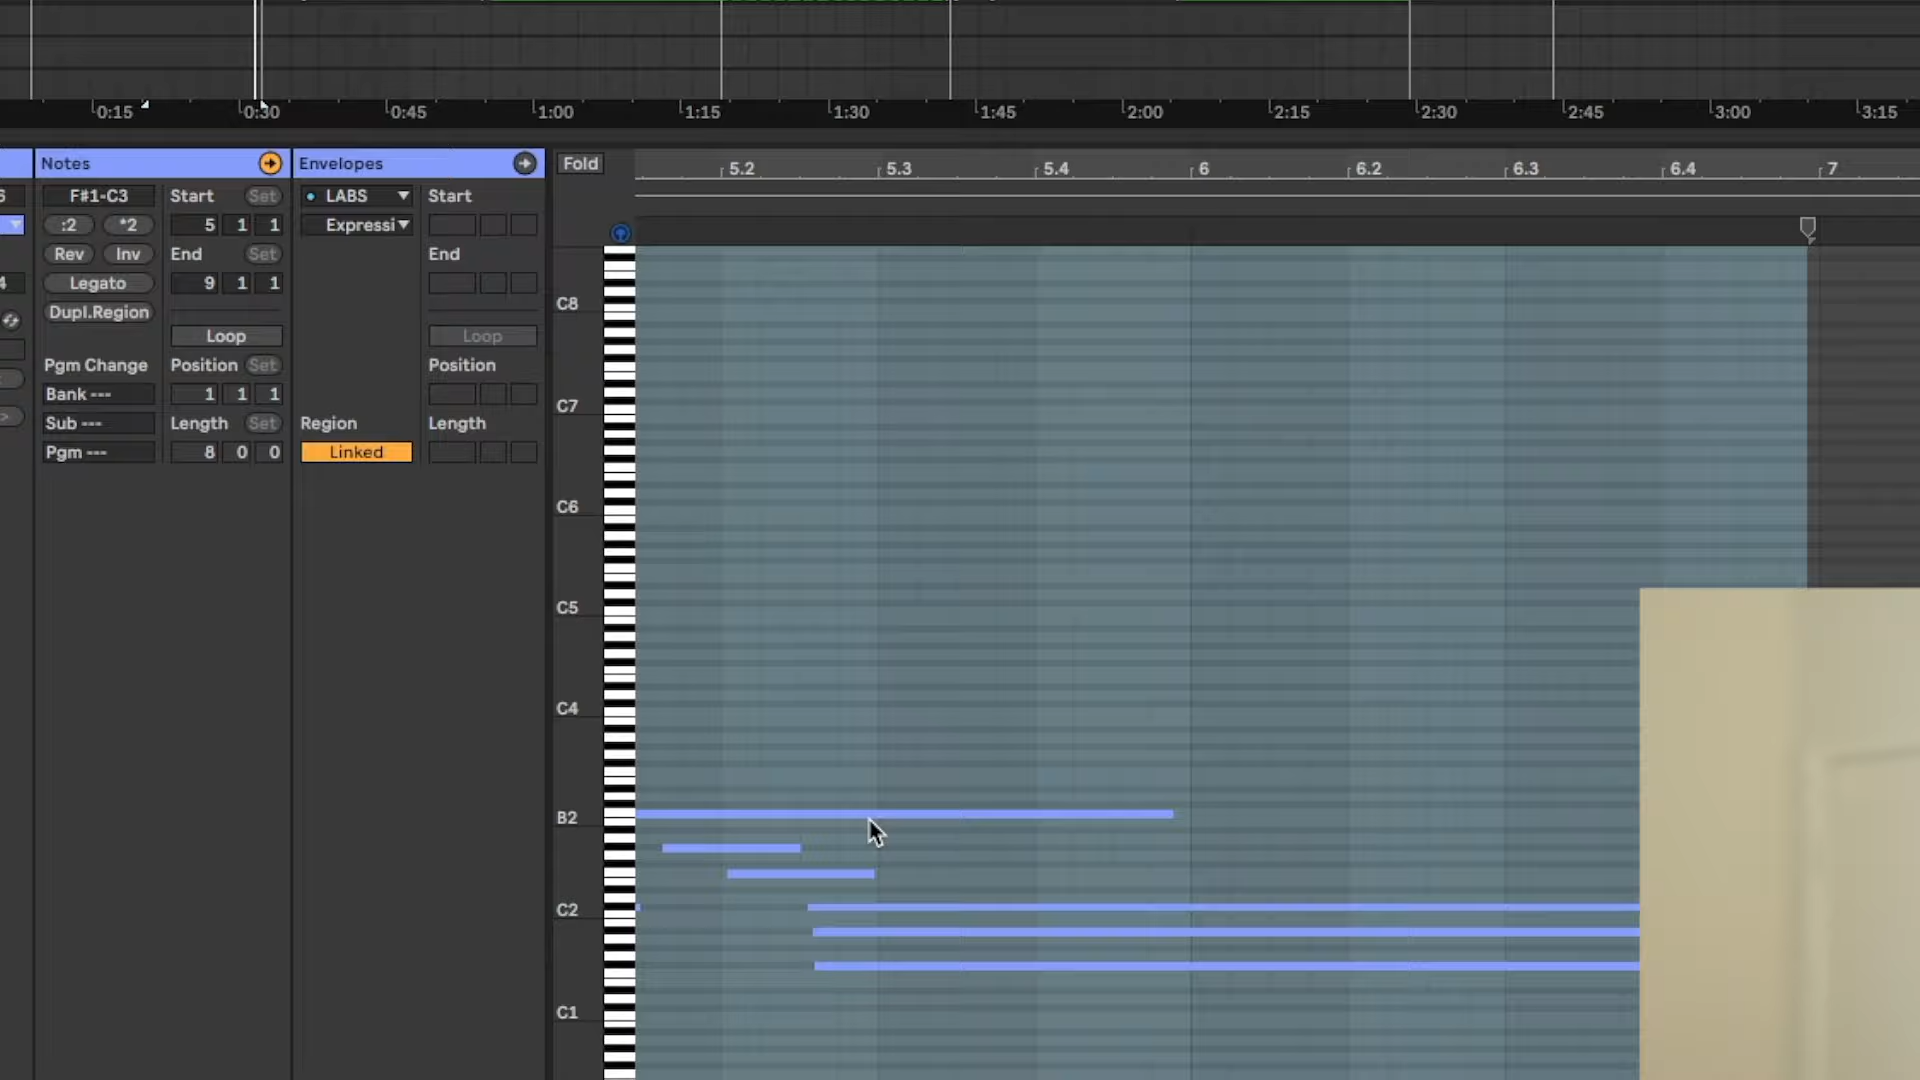 0:15 0:30 0:45 1:00 1:15 1:30 1:45 2:00 2:15 2:30 2:45 3:00 3:15
Notes
F#1-C3
:2 *2
Rev Inv
Legato
Dupl.Region
Pgm Change
Bank ---
Sub ---
Pgm ---
Start Set
5 1 1
End Set
9 1 1
Loop
Position Set
1 1 1
Length Set
8 0 0
Envelopes
LABS
Expressi
Region
Linked
Start
End
Loop
Position
Length
Fold
5.2 5.3 5.4 6 6.2 6.3 6.4 7
C8
C7
C6
C5
C4
B2
C2
C1